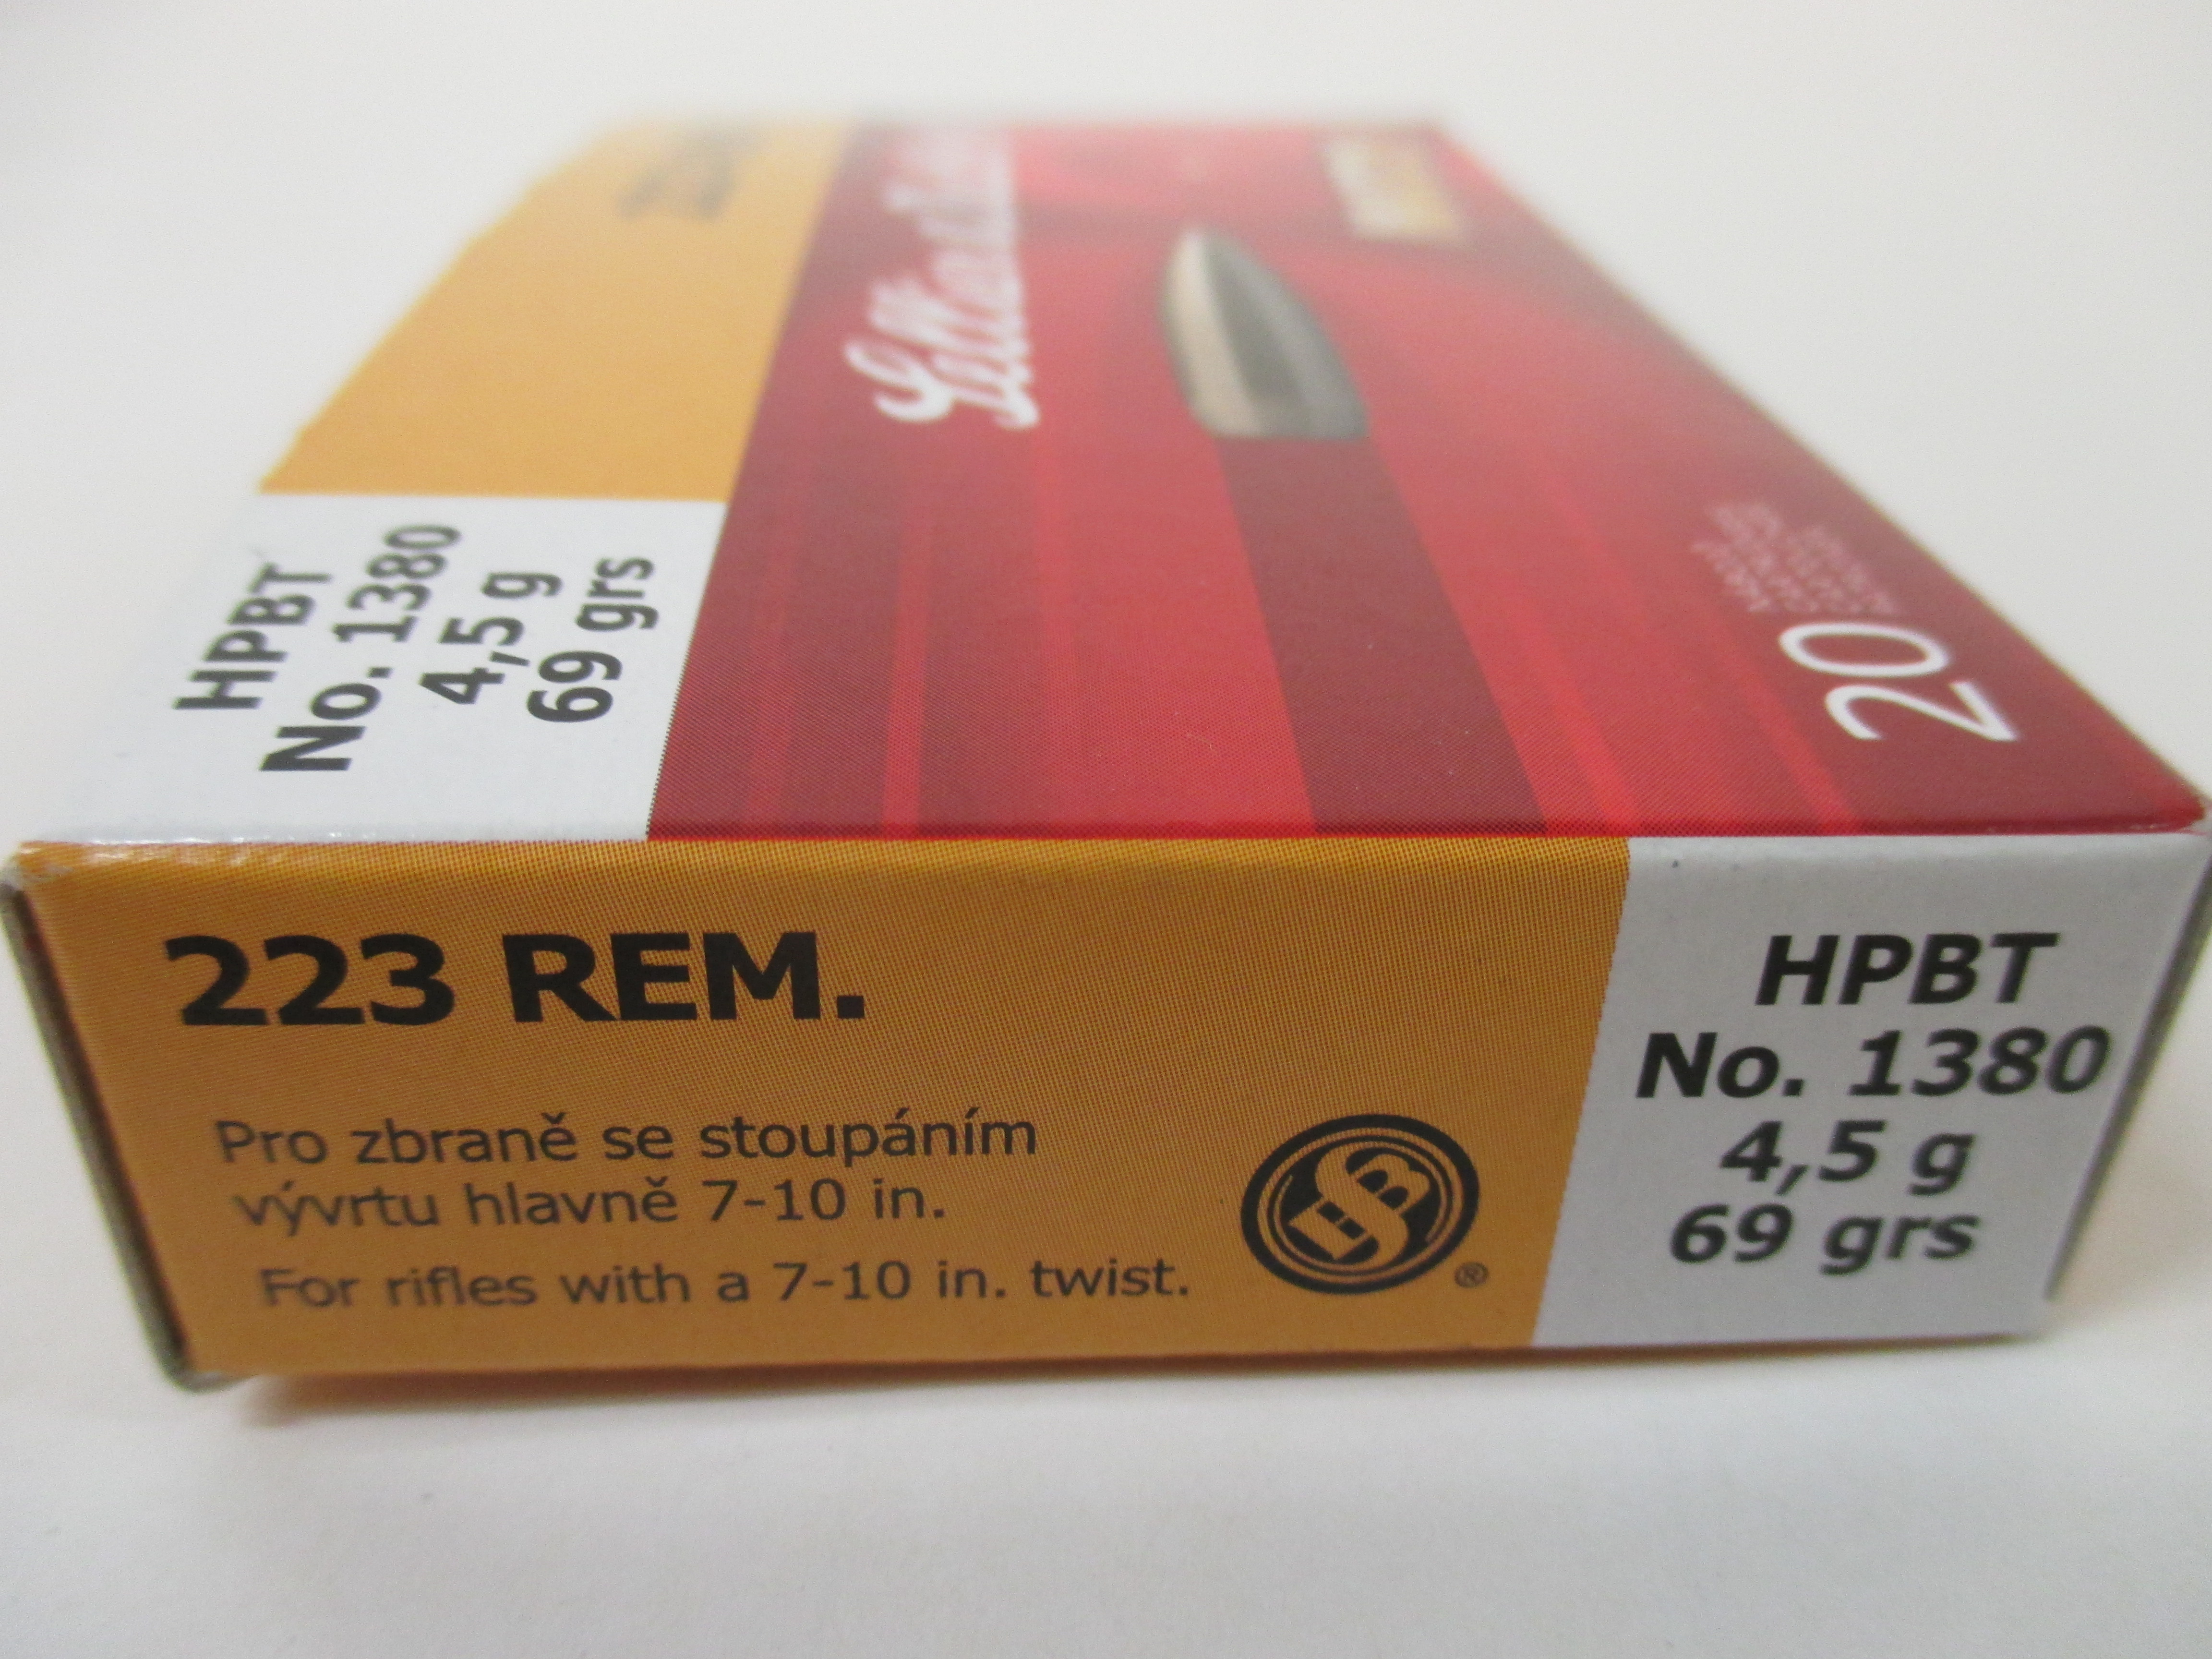 HPBT
No. 1380
4,5 g
69 grs
20
223 REM.
Pro zbraně se stoupáním
vývrtu hlavně 7-10 in.
For rifles with a 7-10 in. twist.
SB
®
HPBT
No. 1380
4,5 g
69 grs